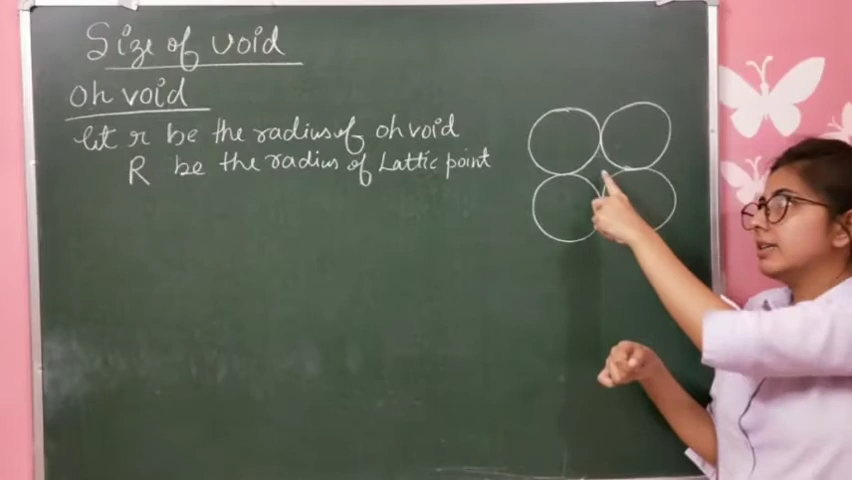 Size of void
oh void
let r be the radius of oh void
R be the radius of Lattic point